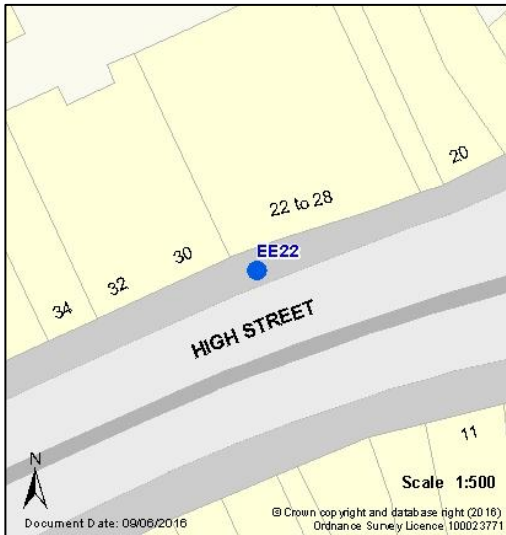 20
22 to 28
EE22
30
32
34
HIGH STREET
11
N
Scale 1:500
Document Date: 09/06/2016
© Crown copyright and database right (2016)
Ordnance Survey Licence 100023771